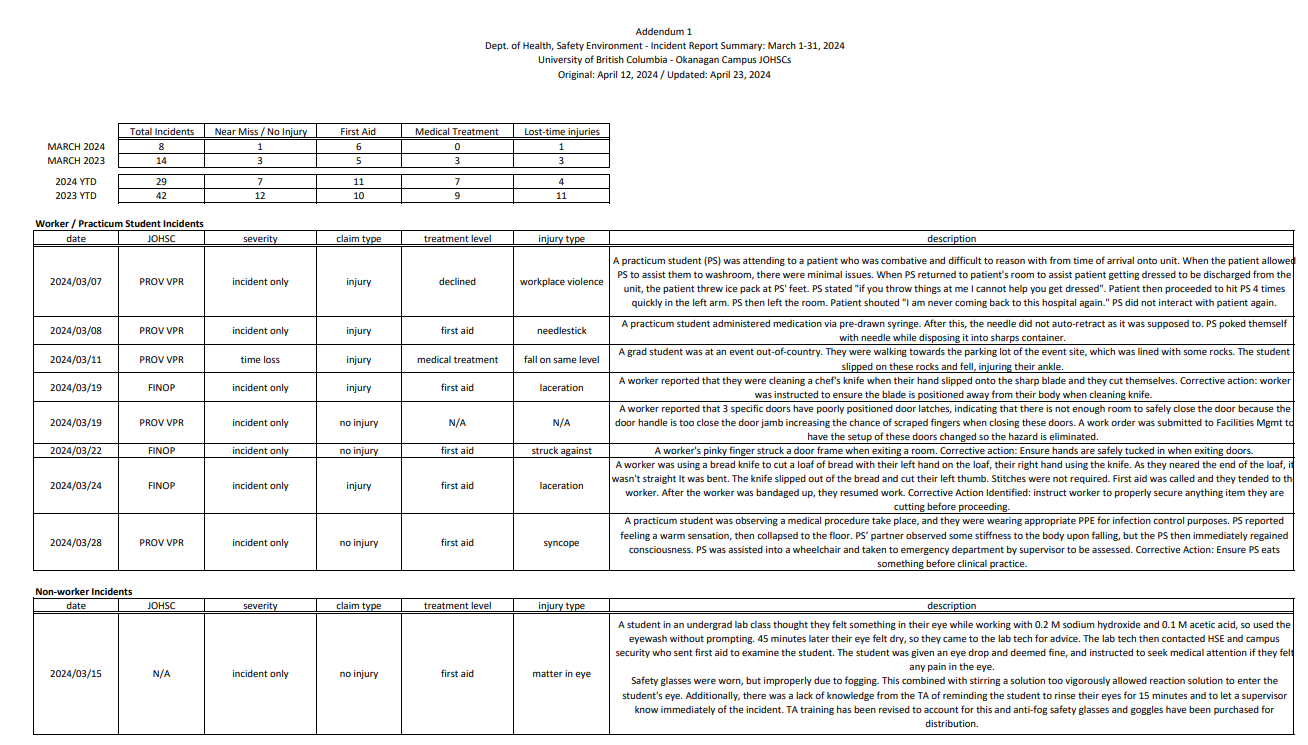 Addendum 1
Dept. of Health, Safety Environment - Incident Report Summary: March 1-31, 2024
University of British Columbia - Okanagan Campus JOHSCs
Original: April 12, 2024 / Updated: April 23, 2024
Total Incidents Near Miss / No Injury First Aid Medical Treatment Lost-time injuries
MARCH 2024 8 1 6 0 1
MARCH 2023 14 3 5 3 3
2024 YTD 29 7 11 7 4
2023 YTD 42 12 10 9 11
Worker / Practicum Student Incidents
date JOHSC severity claim type treatment level injury type description
A practicum student (PS) was attending to a patient who was combative and difficult to reason with from time of arrival onto unit. When the patient allowed
PS to assist them to washroom, there were minimal issues. When PS returned to patient's room to assist patient getting dressed to be discharged from the
2024/03/07 PROV VPR incident only injury declined workplace violence unit, the patient threw ice pack at PS' feet. PS stated "if you throw things at me I cannot help you get dressed". Patient then proceeded to hit PS 4 times
quickly in the left arm. PS then left the room. Patient shouted "I am never coming back to this hospital again." PS did not interact with patient again.
2024/03/08 PROV VPR incident only injury first aid needlestick A practicum student administered medication via pre-drawn syringe. After this, the needle did not auto-retract as it was supposed to. PS poked themself
with needle while disposing it into sharps container.
2024/03/11 PROV VPR time loss injury medical treatment fall on same level A grad student was at an event out-of-country. They were walking towards the parking lot of the event site, which was lined with some rocks. The student
slipped on these rocks and fell, injuring their ankle.
2024/03/19 FINOP incident only injury first aid laceration A worker reported that they were cleaning a chef's knife when their hand slipped onto the sharp blade and they cut themselves. Corrective action: worker
was instructed to ensure the blade is positioned away from their body when cleaning knife.
A worker reported that 3 specific doors have poorly positioned door latches, indicating that there is not enough room to safely close the door because the
2024/03/19 PROV VPR incident only no injury N/A N/A door handle is too close the door jamb increasing the chance of scraped fingers when closing these doors. A work order was submitted to Facilities Mgmt to
have the setup of these doors changed so the hazard is eliminated.
2024/03/22 FINOP incident only no injury first aid struck against A worker's pinky finger struck a door frame when exiting a room. Corrective action: Ensure hands are safely tucked in when exiting doors.
A worker was using a bread knife to cut a loaf of bread with their left hand on the loaf, their right hand using the knife. As they neared the end of the loaf, it
2024/03/24 FINOP incident only injury first aid laceration wasn't straight It was bent. The knife slipped out of the bread and cut their left thumb. Stitches were not required. First aid was called and they tended to th
worker. After the worker was bandaged up, they resumed work. Corrective Action Identified: instruct worker to properly secure anything item they are
cutting before proceeding.
A practicum student was observing a medical procedure take place, and they were wearing appropriate PPE for infection control purposes. PS reported
2024/03/28 PROV VPR incident only no injury first aid syncope feeling a warm sensation, then collapsed to the floor. PS' partner observed some stiffness to the body upon falling, but the PS then immediately regained
consciousness. PS was assisted into a wheelchair and taken to emergency department by supervisor to be assessed. Corrective Action: Ensure PS eats
something before clinical practice.
Non-worker Incidents
date JOHSC severity claim type treatment level injury type description
A student in an undergrad lab class thought they felt something in their eye while working with 0.2 M sodium hydroxide and 0.1 M acetic acid, so used the
eyewash without prompting. 45 minutes later their eye felt dry, so they came to the lab tech for advice. The lab tech then contacted HSE and campus
security who sent first aid to examine the student. The student was given an eye drop and deemed fine, and instructed to seek medical attention if they felt
any pain in the eye.
2024/03/15 N/A incident only no injury first aid matter in eye Safety glasses were worn, but improperly due to fogging. This combined with stirring a solution too vigorously allowed reaction solution to enter the
student's eye. Additionally, there was a lack of knowledge from the TA of reminding the student to rinse their eyes for 15 minutes and to let a supervisor
know immediately of the incident. TA training has been revised to account for this and anti-fog safety glasses and goggles have been purchased for
distribution.